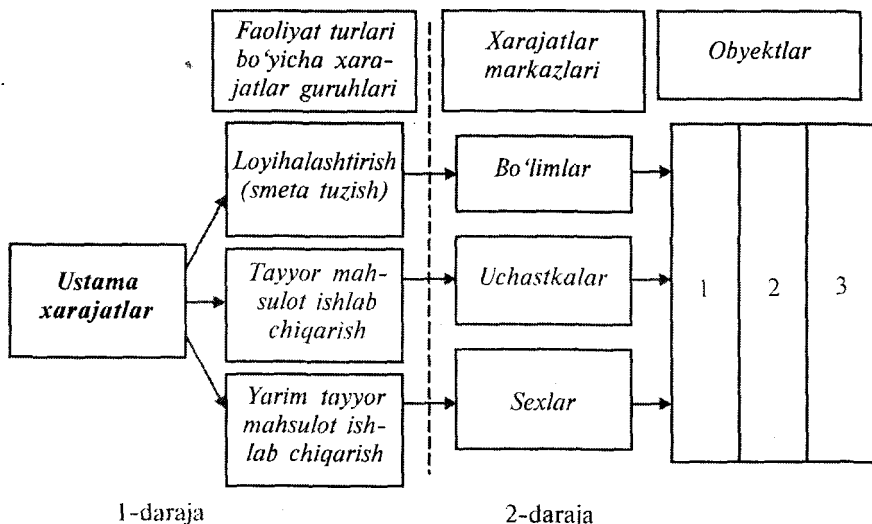 Faoliyat turlari
bo‘yicha xara-
jatlar guruhlari
Xarajatlar
markazlari
Obyektlar
Loyihalashtirish
(smeta tuzish)
Bo‘limlar
Ustama
xarajatlar
Tayyor mah-
sulot ishlab
chiqarish
Uchastkalar
1 2 3
Yarim tayyor
mahsulot ish-
lab chiqarish
Sexlar
1-daraja
2-daraja